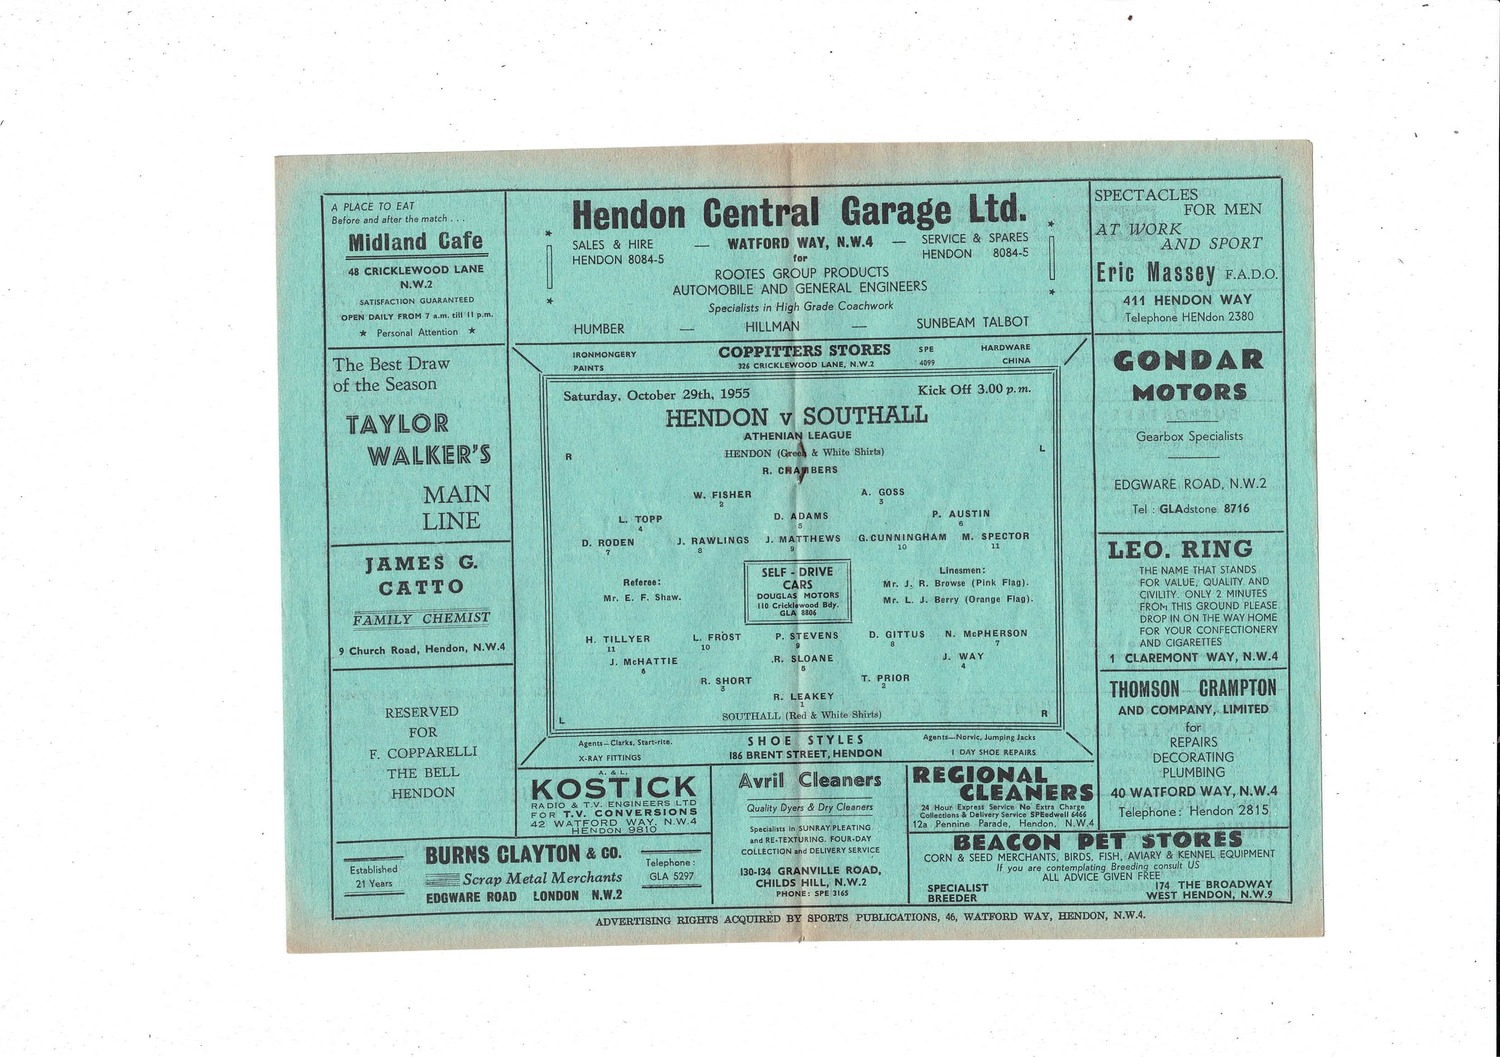 A PLACE TO EAT
Before and after the match . . .
Midland Cafe
48 CRICKLEWOOD LANE
N.W.2
SATISFACTION GUARANTEED
OPEN DAILY FROM 7 a.m. till 11 p.m.
★ Personal Attention ★
Hendon Central Garage Ltd.
SALES & HIRE — WATFORD WAY, N.W.4 — SERVICE & SPARES
HENDON 8084-5 for HENDON 8084-5
ROOTES GROUP PRODUCTS
AUTOMOBILE AND GENERAL ENGINEERS
Specialists in High Grade Coachwork
HUMBER — HILLMAN — SUNBEAM TALBOT
SPECTACLES
FOR MEN
AT WORK
AND SPORT
Eric Massey F.A.D.O.
411 HENDON WAY
Telephone HENdon 2380
The Best Draw
of the Season
TAYLOR
WALKER'S
MAIN
LINE
JAMES G.
CATTO
FAMILY CHEMIST
9 Church Road, Hendon, N.W.4
RESERVED
FOR
F. COPPARELLI
THE BELL
HENDON
IRONMONGERY COPPITTERS STORES SPE HARDWARE
PAINTS 326 CRICKLEWOOD LANE, N.W.2 4099 CHINA
Saturday, October 29th, 1955 Kick Off 3.00 p.m.
HENDON v SOUTHALL
ATHENIAN LEAGUE
R HENDON (Green & White Shirts) L
R. CHAMBERS
W. FISHER A. GOSS
2 3
L. TOPP D. ADAMS P. AUSTIN
4 5 6
D. RODEN J. RAWLINGS J. MATTHEWS G. CUNNINGHAM M. SPECTOR
7 8 9 10 11
Referee:
Mr. E. F. Shaw.
SELF - DRIVE
CARS
DOUGLAS MOTORS
110 Cricklewood Bdy.
GLA 8806
Linesmen:
Mr. J. R. Browse (Pink Flag).
Mr. L. J. Berry (Orange Flag).
H. TILLYER L. FROST P. STEVENS D. GITTUS N. McPHERSON
11 10 9 8 7
J. McHATTIE R. SLOANE J. WAY
6 5 4
R. SHORT T. PRIOR
3 2
R. LEAKEY
1
L SOUTHALL (Red & White Shirts) R
Agents—Clarks, Start-rite. SHOE STYLES Agents—Norvic, Jumping Jacks
X-RAY FITTINGS 186 BRENT STREET, HENDON 1 DAY SHOE REPAIRS
GONDAR
MOTORS
Gearbox Specialists
EDGWARE ROAD, N.W.2
Tel : GLAdstone 8716
LEO. RING
THE NAME THAT STANDS
FOR VALUE, QUALITY AND
CIVILITY. ONLY 2 MINUTES
FROM THIS GROUND PLEASE
DROP IN ON THE WAY HOME
FOR YOUR CONFECTIONERY
AND CIGARETTES
1 CLAREMONT WAY, N.W.4
THOMSON CRAMPTON
AND COMPANY, LIMITED
for
REPAIRS
DECORATING
PLUMBING
40 WATFORD WAY, N.W.4
Telephone: Hendon 2815
A. & L.
KOSTICK
RADIO & T.V. ENGINEERS LTD
FOR T.V. CONVERSIONS
42 WATFORD WAY, N.W.4
HENDON 9810
Avril Cleaners
Quality Dyers & Dry Cleaners
Specialists in SUNRAY PLEATING
and RE-TEXTURING. FOUR-DAY
COLLECTION and DELIVERY SERVICE
130-134 GRANVILLE ROAD,
CHILDS HILL, N.W.2
PHONE: SPE 3165
REGIONAL
CLEANERS
24 Hour Express Service No Extra Charge
Collections & Delivery Service SPEedwell 6466
12a Pennine Parade, Hendon, N.W.4
Established
21 Years
BURNS CLAYTON & CO.
Scrap Metal Merchants
EDGWARE ROAD LONDON N.W.2
Telephone:
GLA 5297
BEACON PET STORES
CORN & SEED MERCHANTS, BIRDS, FISH, AVIARY & KENNEL EQUIPMENT
If you are contemplating Breeding consult US
ALL ADVICE GIVEN FREE
SPECIALIST 174 THE BROADWAY
BREEDER WEST HENDON, N.W.9
ADVERTISING RIGHTS ACQUIRED BY SPORTS PUBLICATIONS, 46, WATFORD WAY, HENDON, N.W.4.